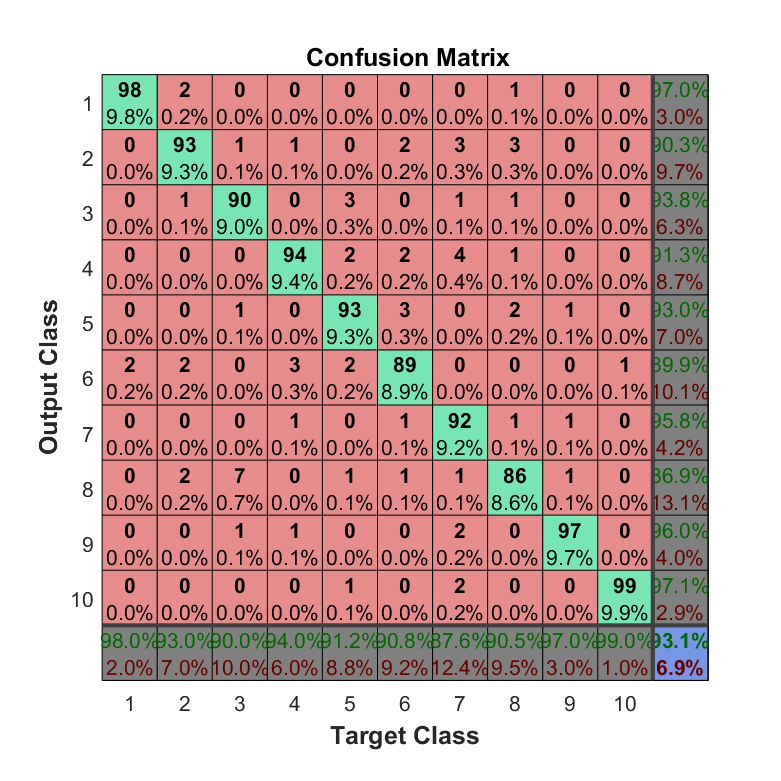 Confusion Matrix
98 2 0 0 0 0 0 1 0 0 97.0%
1
9.8% 0.2% 0.0% 0.0% 0.0% 0.0% 0.0% 0.1% 0.0% 0.0% 3.0%
0 93 1 1 0 2 3 3 0 0 90.3%
2
0.0% 9.3% 0.1% 0.1% 0.0% 0.2% 0.3% 0.3% 0.0% 0.0% 9.7%
0 1 90 0 3 0 1 1 0 0 93.8%
3
0.0% 0.1% 9.0% 0.0% 0.3% 0.0% 0.1% 0.1% 0.0% 0.0% 6.3%
0 0 0 94 2 2 4 1 0 0 91.3%
4
0.0% 0.0% 0.0% 9.4% 0.2% 0.2% 0.4% 0.1% 0.0% 0.0% 8.7%
0 0 1 0 93 3 0 2 1 0 93.0%
5
0.0% 0.0% 0.1% 0.0% 9.3% 0.3% 0.0% 0.2% 0.1% 0.0% 7.0%
2 2 0 3 2 89 0 0 0 1 89.9%
6
0.2% 0.2% 0.0% 0.3% 0.2% 8.9% 0.0% 0.0% 0.0% 0.1% 10.1%
0 0 0 1 0 1 92 1 1 0 95.8%
7
0.0% 0.0% 0.0% 0.1% 0.0% 0.1% 9.2% 0.1% 0.1% 0.0% 4.2%
0 2 7 0 1 1 1 86 1 0 86.9%
8
0.0% 0.2% 0.7% 0.0% 0.1% 0.1% 0.1% 8.6% 0.1% 0.0% 13.1%
0 0 1 1 0 0 2 0 97 0 96.0%
9
0.0% 0.0% 0.1% 0.1% 0.0% 0.0% 0.2% 0.0% 9.7% 0.0% 4.0%
0 0 0 0 1 0 2 0 0 99 97.1%
10
0.0% 0.0% 0.0% 0.0% 0.1% 0.0% 0.2% 0.0% 0.0% 9.9% 2.9%
98.0% 93.0% 90.0% 94.0% 91.2% 90.8% 87.6% 90.5% 97.0% 99.0% 93.1%
2.0% 7.0% 10.0% 6.0% 8.8% 9.2% 12.4% 9.5% 3.0% 1.0% 6.9%
1 2 3 4 5 6 7 8 9 10
Target Class
Output Class